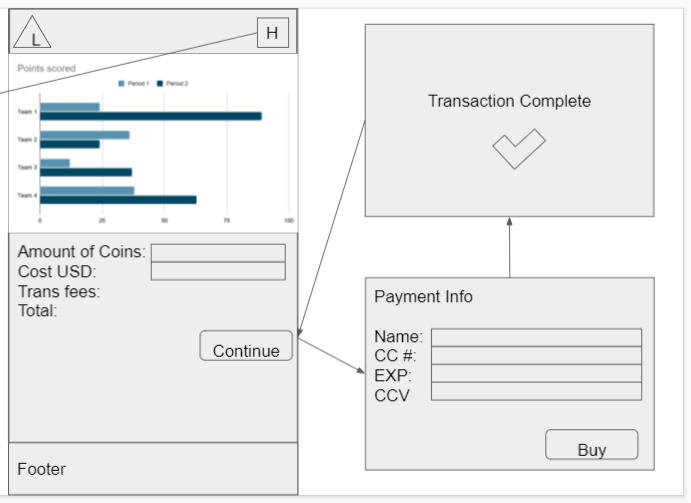 L
H
Points scored
Period 1
Period 2
Team 1
Team 2
Team 3
Team 4
0
25
50
75
100
Amount of Coins:
Cost USD:
Trans fees:
Total:
Continue
Footer
Transaction Complete
Payment Info
Name:
CC #:
EXP:
CCV
Buy